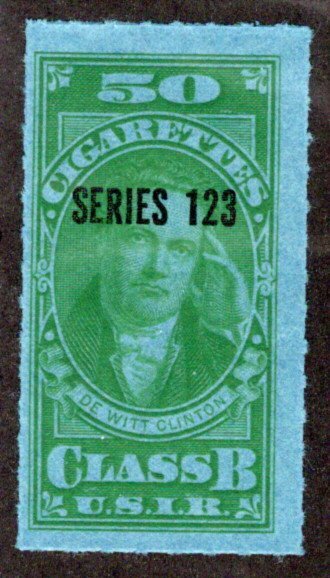 50
CIGARETTES.
SERIES 123
DE WITT CLINTON.
CLASS B
U.S.I.R.